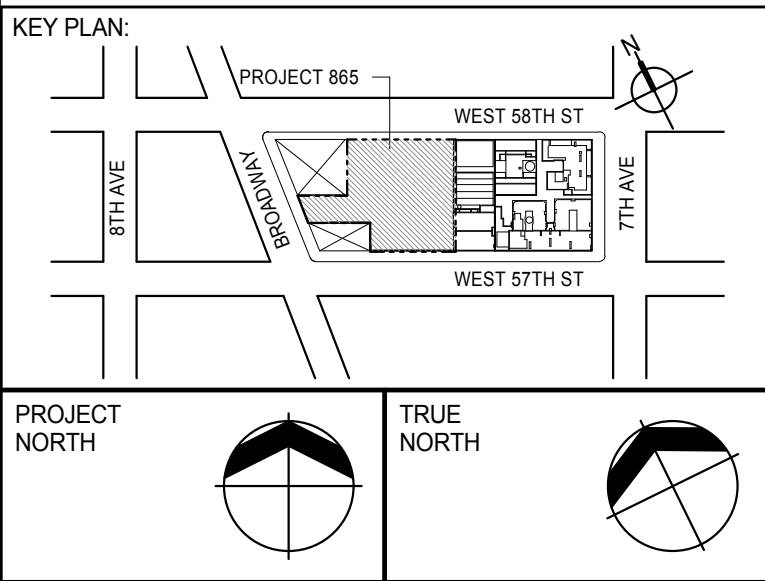 KEY PLAN:
PROJECT 865
N
WEST 58TH ST
8TH AVE
BROADWAY
7TH AVE
WEST 57TH ST
PROJECT
NORTH
TRUE
NORTH